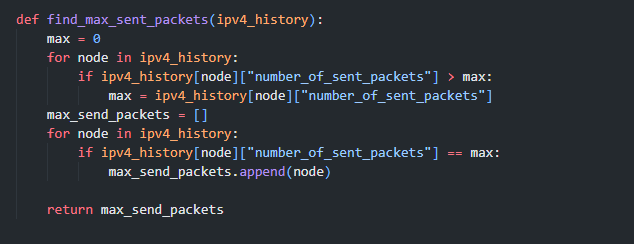 def find_max_sent_packets(ipv4_history):
    max = 0
    for node in ipv4_history:
        if ipv4_history[node]["number_of_sent_packets"] > max:
            max = ipv4_history[node]["number_of_sent_packets"]
    max_send_packets = []
    for node in ipv4_history:
        if ipv4_history[node]["number_of_sent_packets"] == max:
            max_send_packets.append(node)

    return max_send_packets